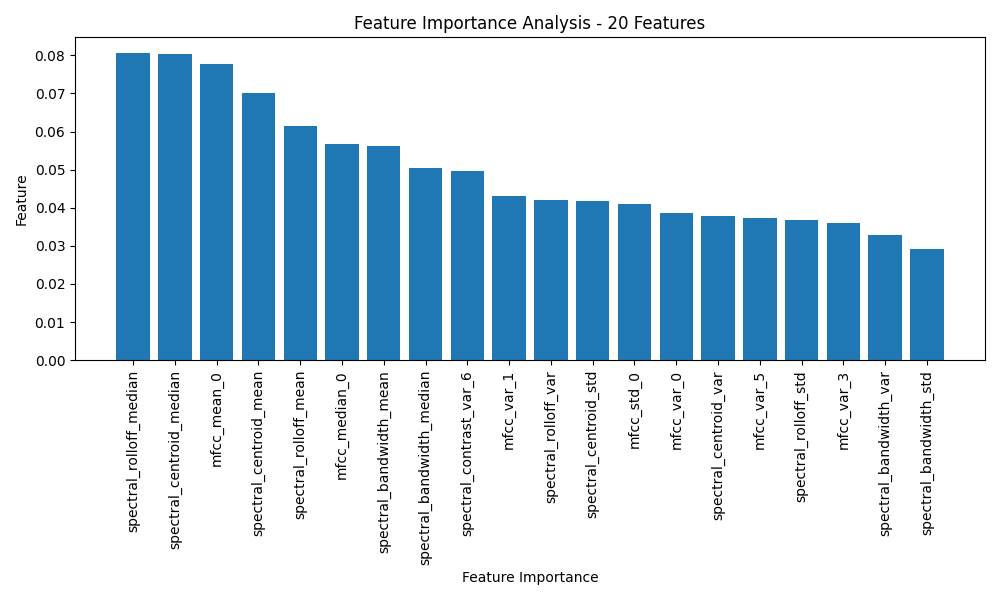 Feature Importance Analysis - 20 Features
Feature
0.08
0.07
0.06
0.05
0.04
0.03
0.02
0.01
0.00
spectral_rolloff_median
spectral_centroid_median
mfcc_mean_0
spectral_centroid_mean
spectral_rolloff_mean
mfcc_median_0
spectral_bandwidth_mean
spectral_bandwidth_median
spectral_contrast_var_6
mfcc_var_1
spectral_rolloff_var
spectral_centroid_std
mfcc_std_0
mfcc_var_0
spectral_centroid_var
mfcc_var_5
spectral_rolloff_std
mfcc_var_3
spectral_bandwidth_var
spectral_bandwidth_std
Feature Importance